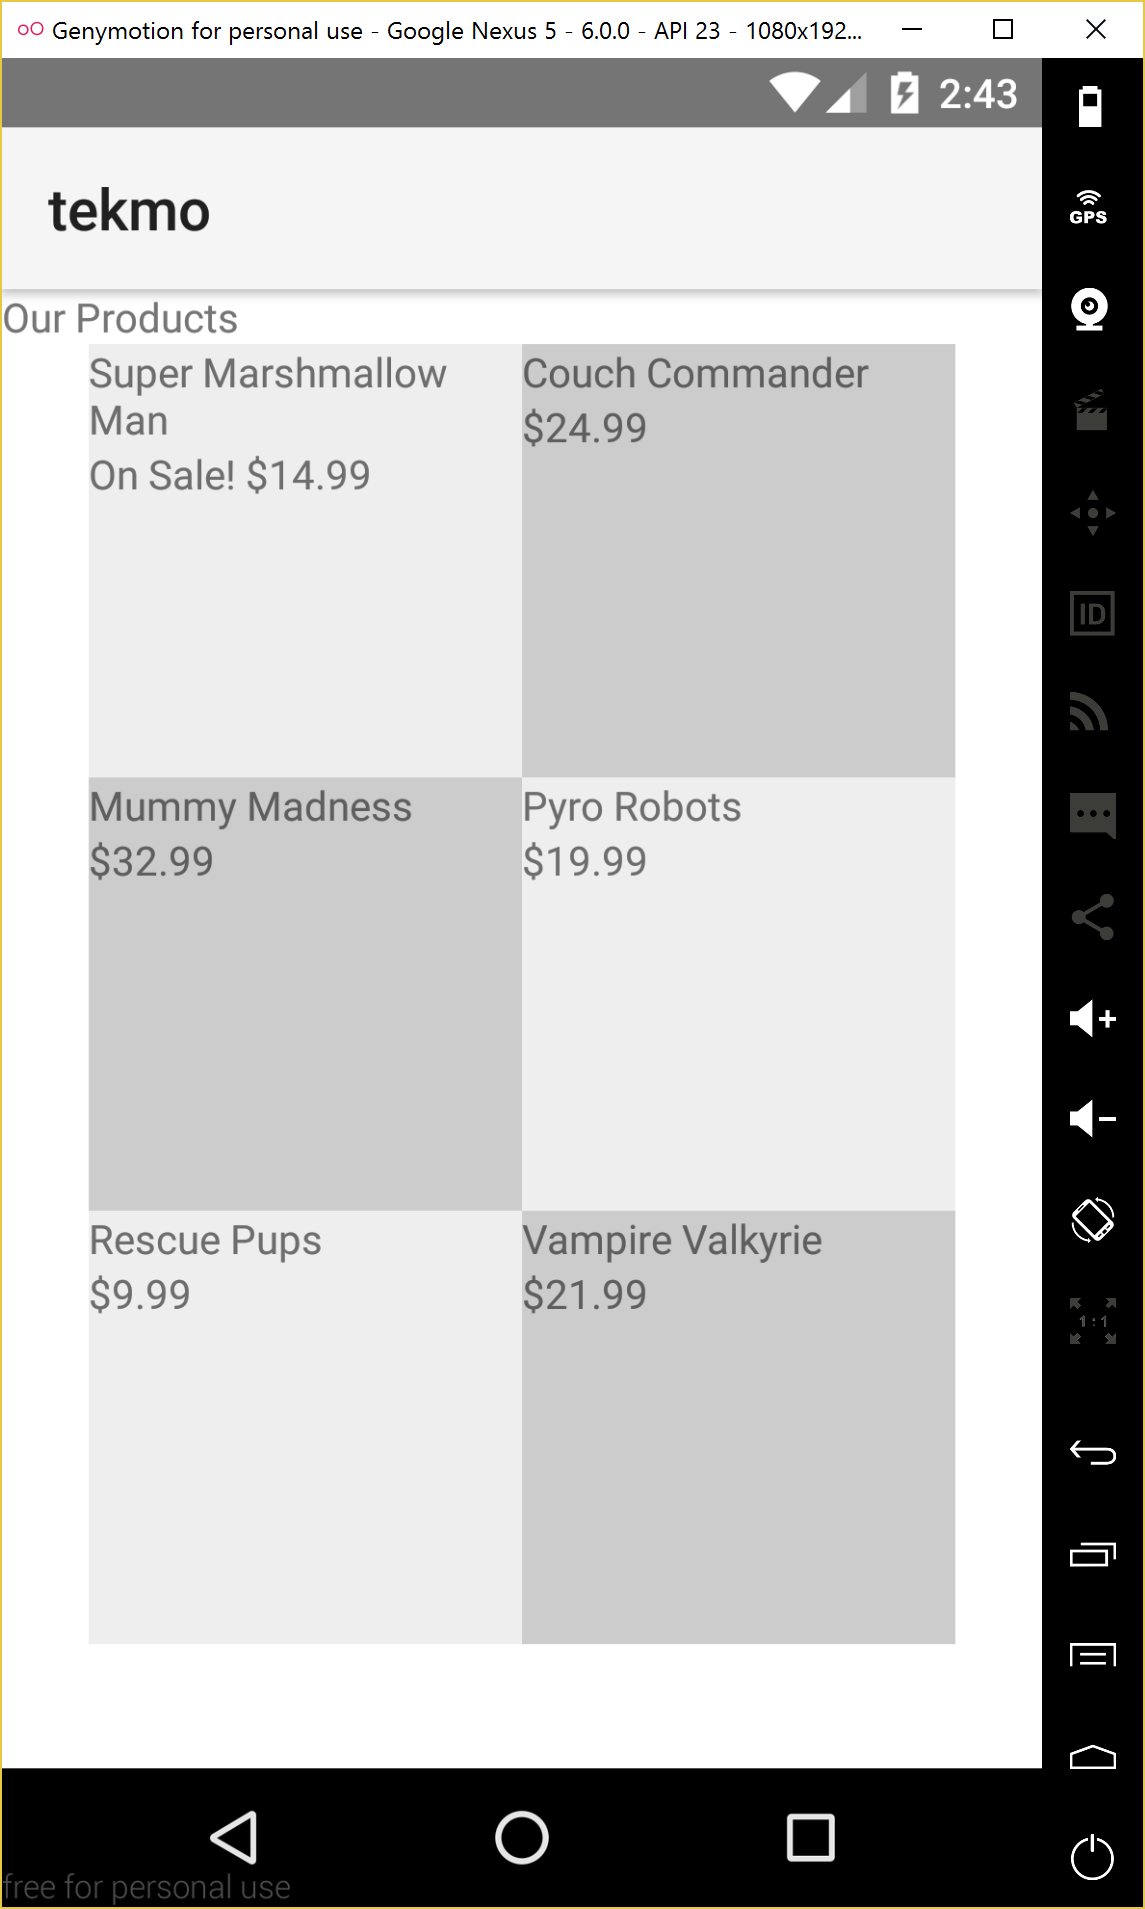 Genymotion for personal use - Google Nexus 5 - 6.0.0 - API 23 - 1080x192...
2:43
GPS
tekmo
Our Products
Super Marshmallow
Man
On Sale! $14.99
Couch Commander
$24.99
ID
Mummy Madness
$32.99
Pyro Robots
$19.99
Rescue Pups
$9.99
Vampire Valkyrie
$21.99
1:1
free for personal use